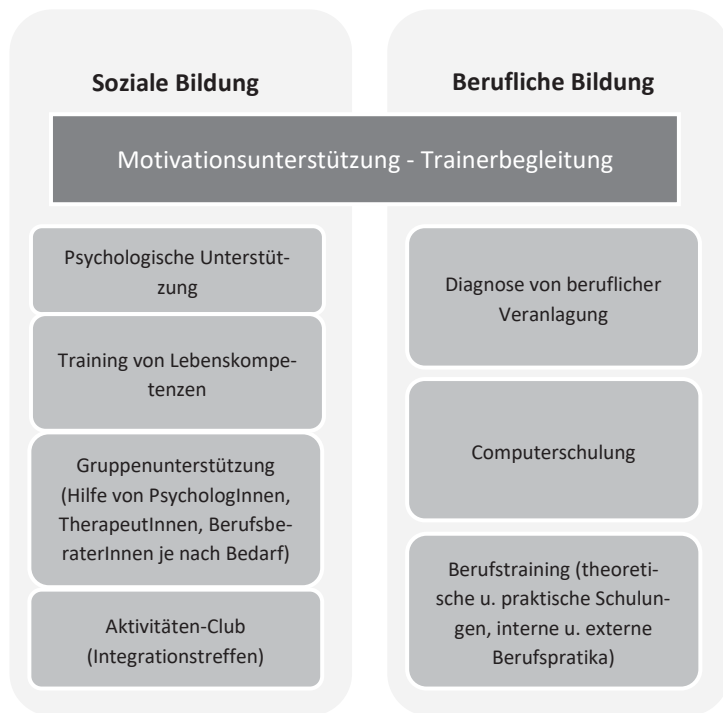 Soziale Bildung
Berufliche Bildung
Motivationsunterstützung - Trainerbegleitung
Psychologische Unterstüt-
zung
Training von Lebenskompe-
tenzen
Gruppenunterstützung
(Hilfe von PsychologInnen,
TherapeutInnen, Berufsbe-
raterInnen je nach Bedarf)
Aktivitäten-Club
(Integrationstreffen)
Diagnose von beruflicher
Veranlagung
Computerschulung
Berufstraining (theoreti-
sche u. praktische Schulun-
gen, interne u. externe
Berufspratika)